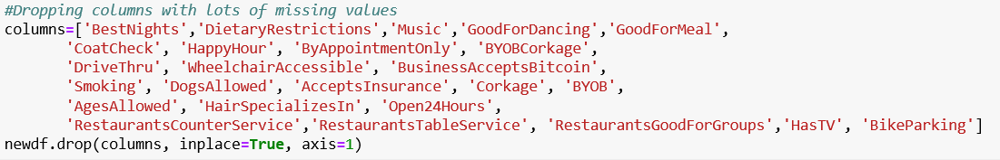 #Dropping columns with lots of missing values
columns=['BestNights','DietaryRestrictions','Music','GoodForDancing','GoodForMeal',
'CoatCheck', 'HappyHour', 'ByAppointmentOnly', 'BYOBCorkage',
'DriveThru', 'WheelchairAccessible', 'BusinessAcceptsBitcoin',
'Smoking', 'DogsAllowed', 'AcceptsInsurance', 'Corkage', 'BYOB',
'AgesAllowed', 'HairSpecializesIn', 'Open24Hours',
'RestaurantsCounterService','RestaurantsTableService', 'RestaurantsGoodForGroups','HasTV', 'BikeParking']
newdf.drop(columns, inplace=True, axis=1)